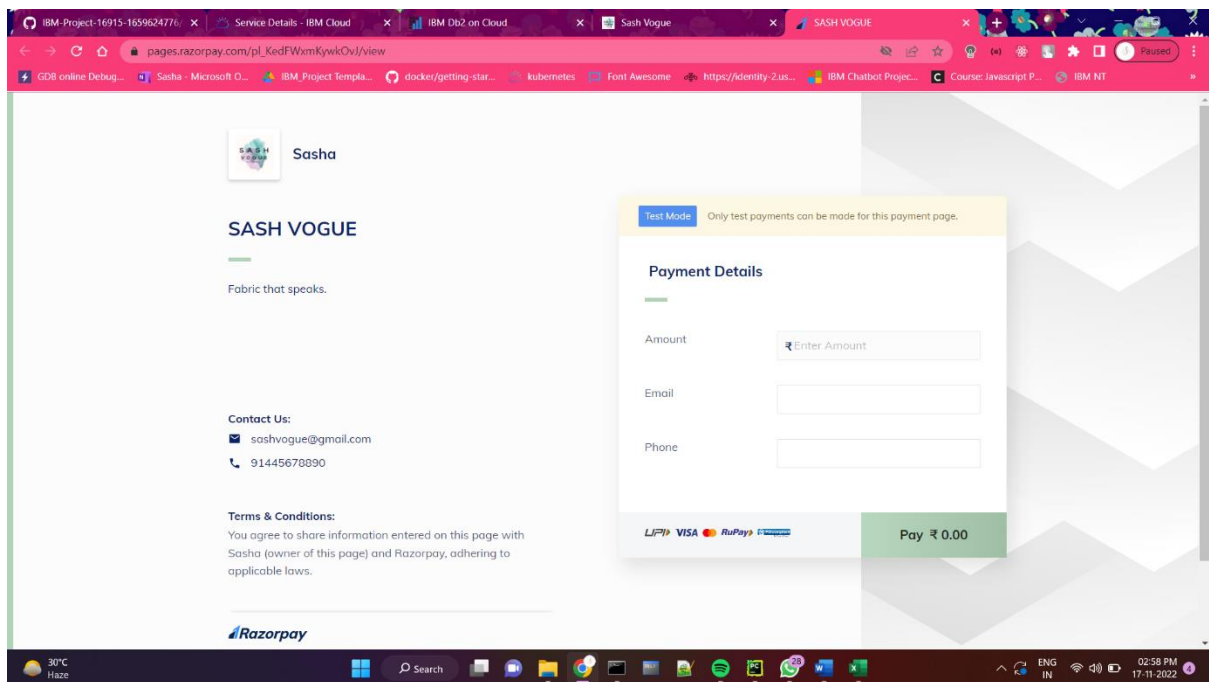 IBM-Project-16915-1659624776/
Service Details - IBM Cloud
IBM Db2 on Cloud
Sash Vogue
SASH VOGUE
pages.razorpay.com/pl_KedFWxmKywkOvJ/view
Paused
GDB online Debug...
Sasha - Microsoft O...
IBM_Project Templa...
docker/getting-star...
kubernetes
Font Awesome
https://identity-2.us...
IBM Chatbot Projec...
Course: Javascript P...
IBM NT
SASH
VOGUE
Sasha
SASH VOGUE
Fabric that speaks.
Contact Us:
sashvogue@gmail.com
91445678890
Terms & Conditions:
You agree to share information entered on this page with
Sasha (owner of this page) and Razorpay, adhering to
applicable laws.
Razorpay
Test Mode Only test payments can be made for this payment page.
Payment Details
Amount ₹ Enter Amount
Email
Phone
UPI VISA RuPay
Pay ₹ 0.00
30°C
Haze
Search
28
ENG
IN
02:58 PM
17-11-2022
4